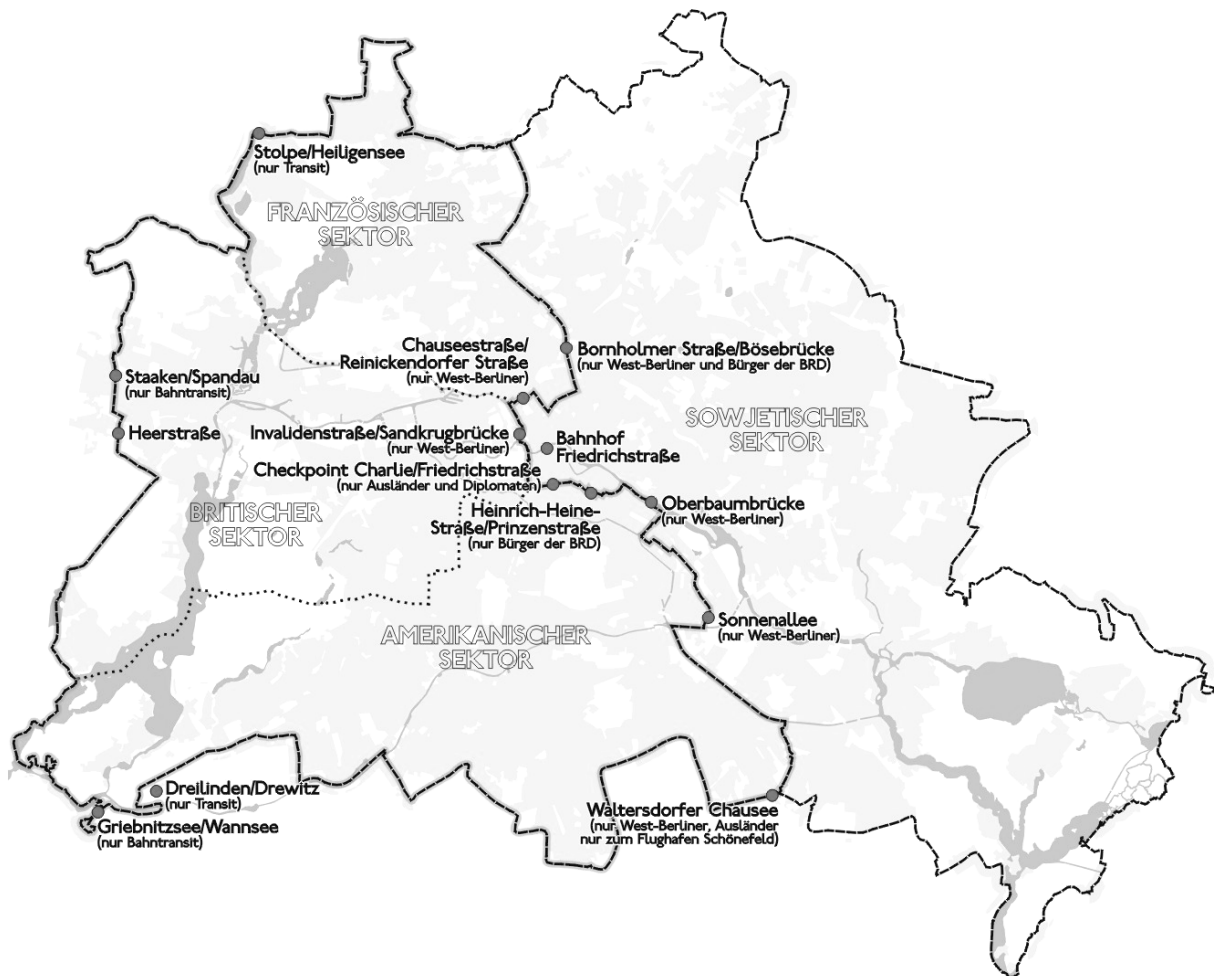 Stolpe/Heiligensee
(nur Transit)
FRANZÖSISCHER
SEKTOR
Chauseestraße/
Reinickendorfer Straße
(nur West-Berliner)
Bornholmer Straße/Bösebrücke
(nur West-Berliner und Bürger der BRD)
Staaken/Spandau
(nur Bahntransit)
SOWJETISCHER
SEKTOR
Heerstraße
Invalidenstraße/Sandkrugbrücke
(nur West-Berliner)
Bahnhof
Friedrichstraße
Checkpoint Charlie/Friedrichstraße
(nur Ausländer und Diplomaten)
BRITISCHER
SEKTOR
Heinrich-Heine-
Straße/Prinzenstraße
(nur Bürger der BRD)
Oberbaumbrücke
(nur West-Berliner)
Sonnenallee
(nur West-Berliner)
AMERIKANISCHER
SEKTOR
Dreilinden/Drewitz
(nur Transit)
Griebnitzsee/Wannsee
(nur Bahntransit)
Waltersdorfer Chausee
(nur West-Berliner, Ausländer
nur zum Flughafen Schönefeld)